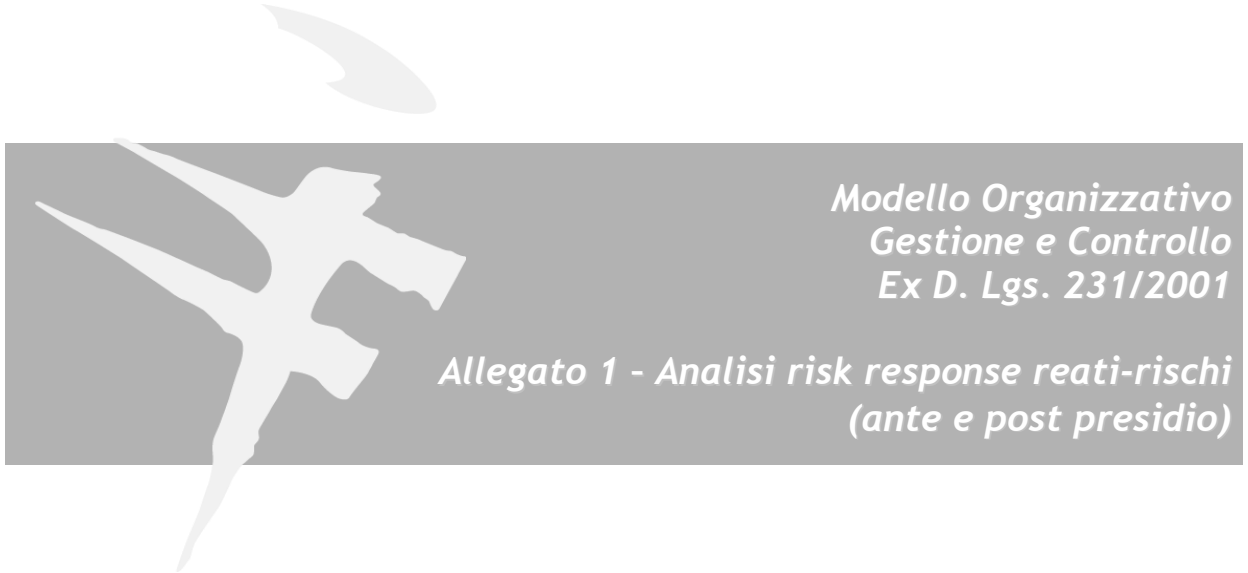 Modello Organizzativo
Gestione e Controllo
Ex D. Lgs. 231/2001
Allegato 1 – Analisi risk response reati-rischi
(ante e post presidio)